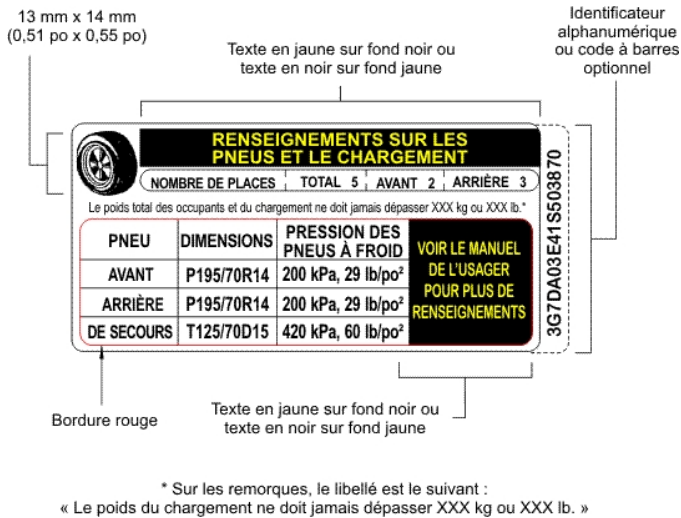 13 mm x 14 mm
(0,51 po x 0,55 po)
Texte en jaune sur fond noir ou
texte en noir sur fond jaune
Identificateur
alphanumérique
ou code à barres
optionnel
RENSEIGNEMENTS SUR LES
PNEUS ET LE CHARGEMENT
NOMBRE DE PLACES TOTAL 5 AVANT 2 ARRIÈRE 3
Le poids total des occupants et du chargement ne doit jamais dépasser XXX kg ou XXX lb.*
PNEU DIMENSIONS PRESSION DES
PNEUS À FROID
AVANT P195/70R14 200 kPa, 29 lb/po²
ARRIÈRE P195/70R14 200 kPa, 29 lb/po²
DE SECOURS T125/70D15 420 kPa, 60 lb/po²
VOIR LE MANUEL
DE L'USAGER
POUR PLUS DE
RENSEIGNEMENTS
3G7DA03E41S503870
Bordure rouge
Texte en jaune sur fond noir ou
texte en noir sur fond jaune
* Sur les remorques, le libellé est le suivant :
« Le poids du chargement ne doit jamais dépasser XXX kg ou XXX lb. »